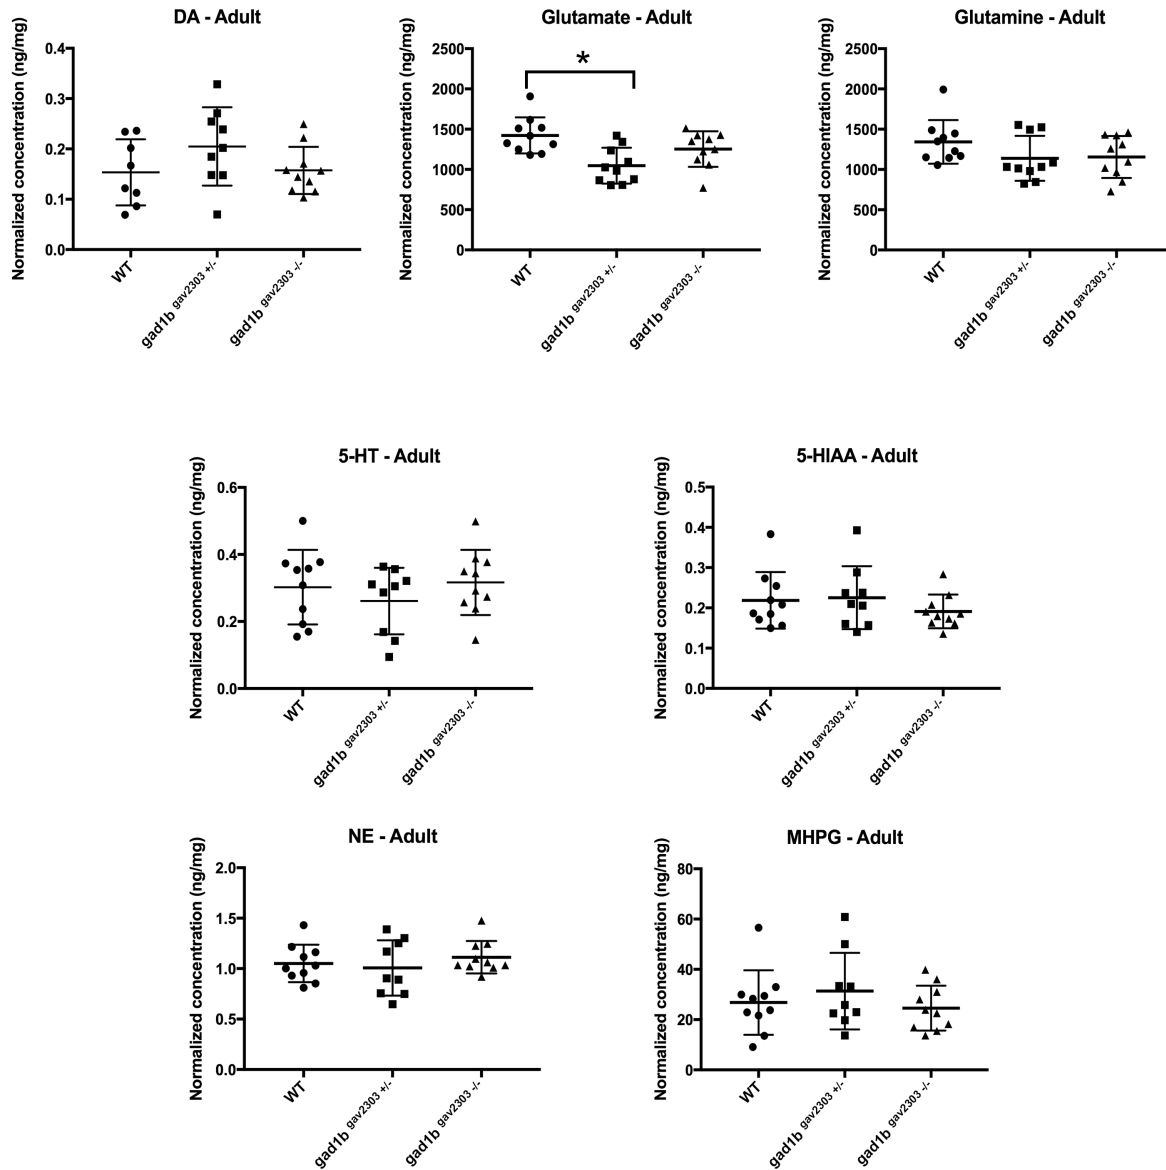 DA - Adult
Normalized concentration (ng/mg)
0.4
0.3
0.2
0.1
0.0
WT
gad1b gav2303 +/-
gad1b gav2303 -/-
Glutamate - Adult
Normalized concentration (ng/mg)
2500
2000
1500
1000
500
0
*
WT
gad1b gav2303 +/-
gad1b gav2303 -/-
Glutamine - Adult
Normalized concentration (ng/mg)
2500
2000
1500
1000
500
0
WT
gad1b gav2303 +/-
gad1b gav2303 -/-
5-HT - Adult
Normalized concentration (ng/mg)
0.6
0.4
0.2
0.0
WT
gad1b gav2303 +/-
gad1b gav2303 -/-
5-HIAA - Adult
Normalized concentration (ng/mg)
0.5
0.4
0.3
0.2
0.1
0.0
WT
gad1b gav2303 +/-
gad1b gav2303 -/-
NE - Adult
Normalized concentration (ng/mg)
2.0
1.5
1.0
0.5
0.0
WT
gad1b gav2303 +/-
gad1b gav2303 -/-
MHPG - Adult
Normalized concentration (ng/mg)
80
60
40
20
0
WT
gad1b gav2303 +/-
gad1b gav2303 -/-